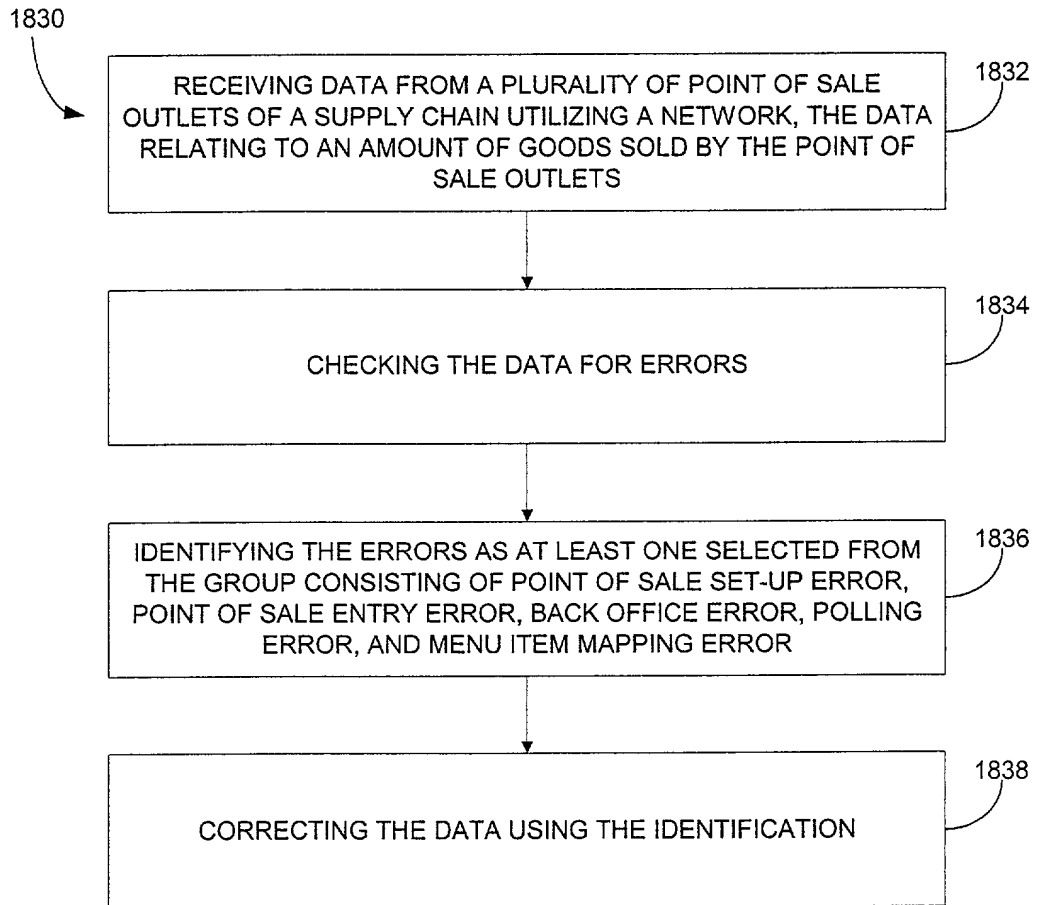 1830
RECEIVING DATA FROM A PLURALITY OF POINT OF SALE
OUTLETS OF A SUPPLY CHAIN UTILIZING A NETWORK, THE DATA
RELATING TO AN AMOUNT OF GOODS SOLD BY THE POINT OF
SALE OUTLETS
1832
CHECKING THE DATA FOR ERRORS
1834
IDENTIFYING THE ERRORS AS AT LEAST ONE SELECTED FROM
THE GROUP CONSISTING OF POINT OF SALE SET-UP ERROR,
POINT OF SALE ENTRY ERROR, BACK OFFICE ERROR, POLLING
ERROR, AND MENU ITEM MAPPING ERROR
1836
CORRECTING THE DATA USING THE IDENTIFICATION
1838